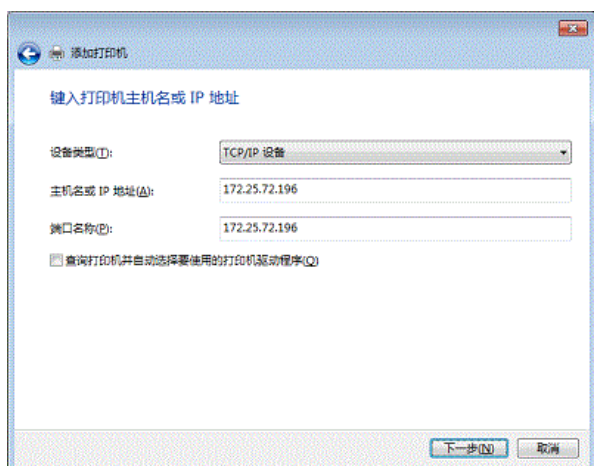 添加打印机
键入打印机主机名或 IP 地址
设备类型(T): TCP/IP 设备
主机名或 IP 地址(A): 172.25.72.196
端口名称(P): 172.25.72.196
查询打印机并自动选择要使用的打印机驱动程序(Q)
下一步(N) 取消